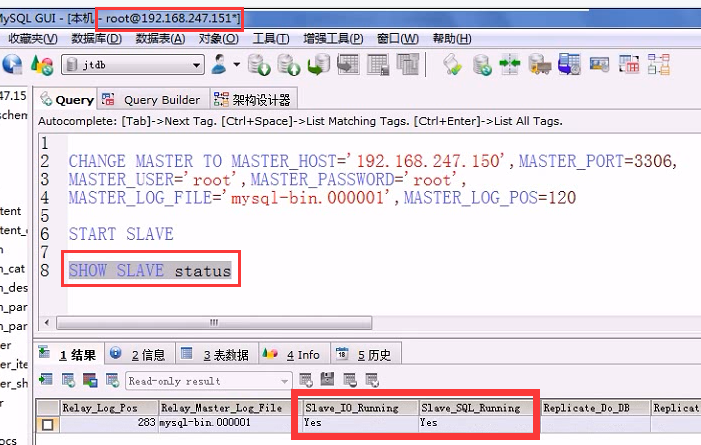 MySQL GUI - [本机 - root@192.168.247.151*]
收藏夹(V) 数据库(D) 数据表(A) 对象(O) 工具(T) 增强工具(P) 窗口(W) 帮助(H)
jtdb
47.15
schem
Query Query Builder 架构设计器
Autocomplete: [Tab]->Next Tag. [Ctrl+Space]->List Matching Tags. [Ctrl+Enter]->List All Tags.
1
2 CHANGE MASTER TO MASTER_HOST='192.168.247.150',MASTER_PORT=3306,
3 MASTER_USER='root',MASTER_PASSWORD='root',
4 MASTER_LOG_FILE='mysql-bin.000001',MASTER_LOG_POS=120
5
6 START SLAVE
7
8 SHOW SLAVE status
tent
tent_c
n
n_cat
n_des
n_par
n_par
er
er_ite
er_sh
r
ocs
1 结果 2 信息 3 表数据 4 Info 5 历史
Read-only result
Relay_Log_Pos Relay_Master_Log_File Slave_IO_Running Slave_SQL_Running Replicate_Do_DB Replicat
283 mysql-bin.000001 Yes Yes